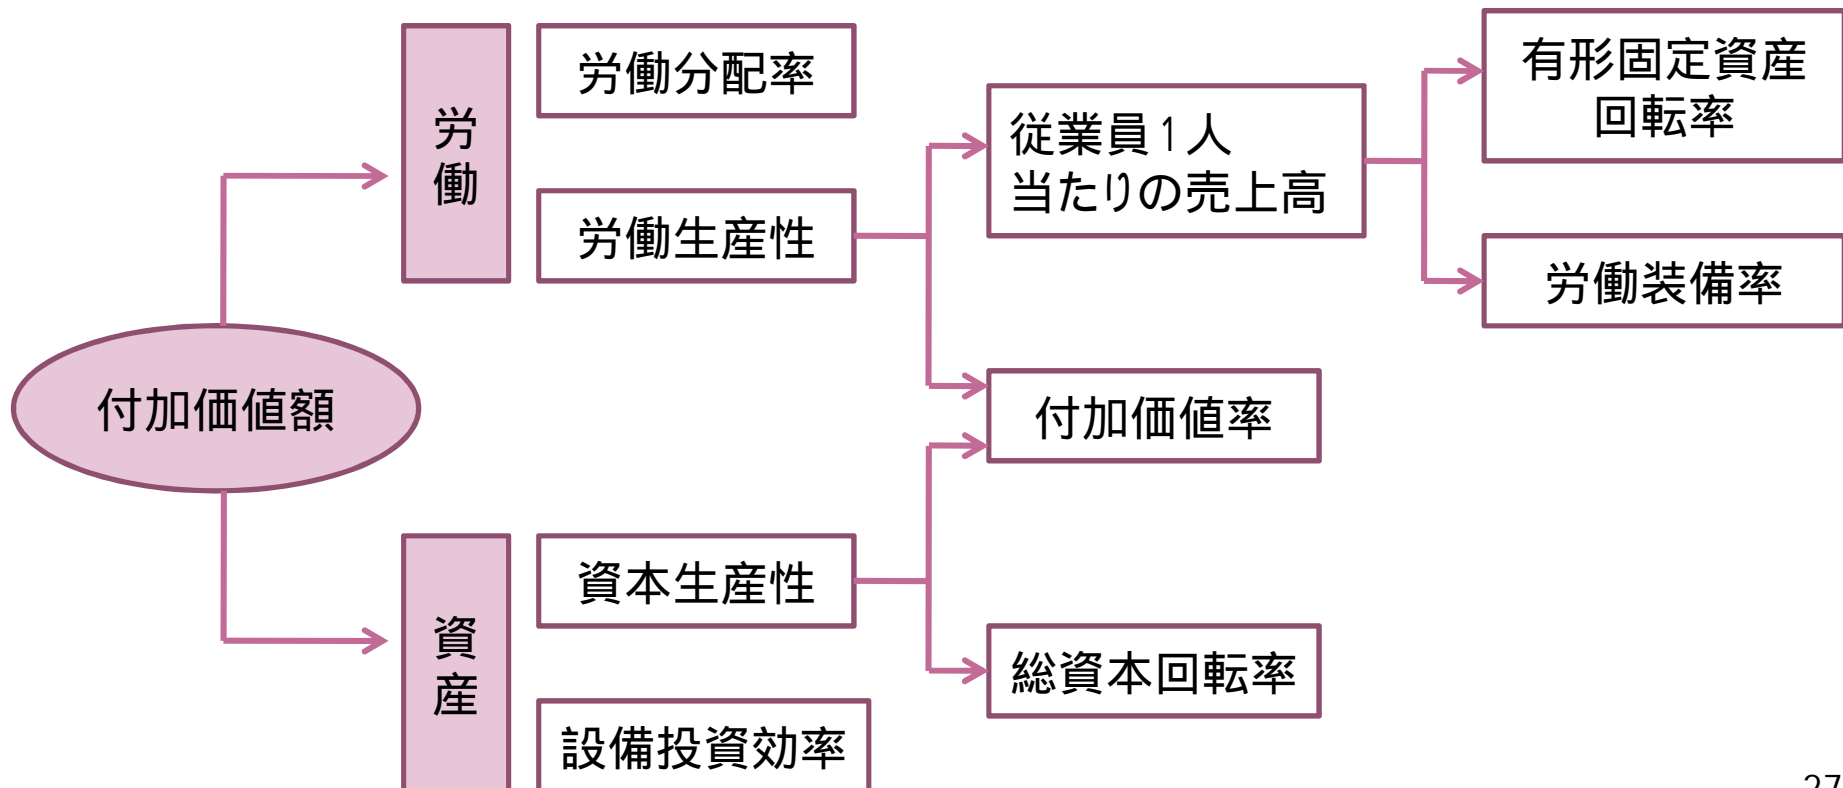 労働
労働分配率
労働生産性
従業員1人
当たりの売上高
有形固定資産
回転率
労働装備率
付加価値額
付加価値率
資産
資本生産性
設備投資効率
総資本回転率
27